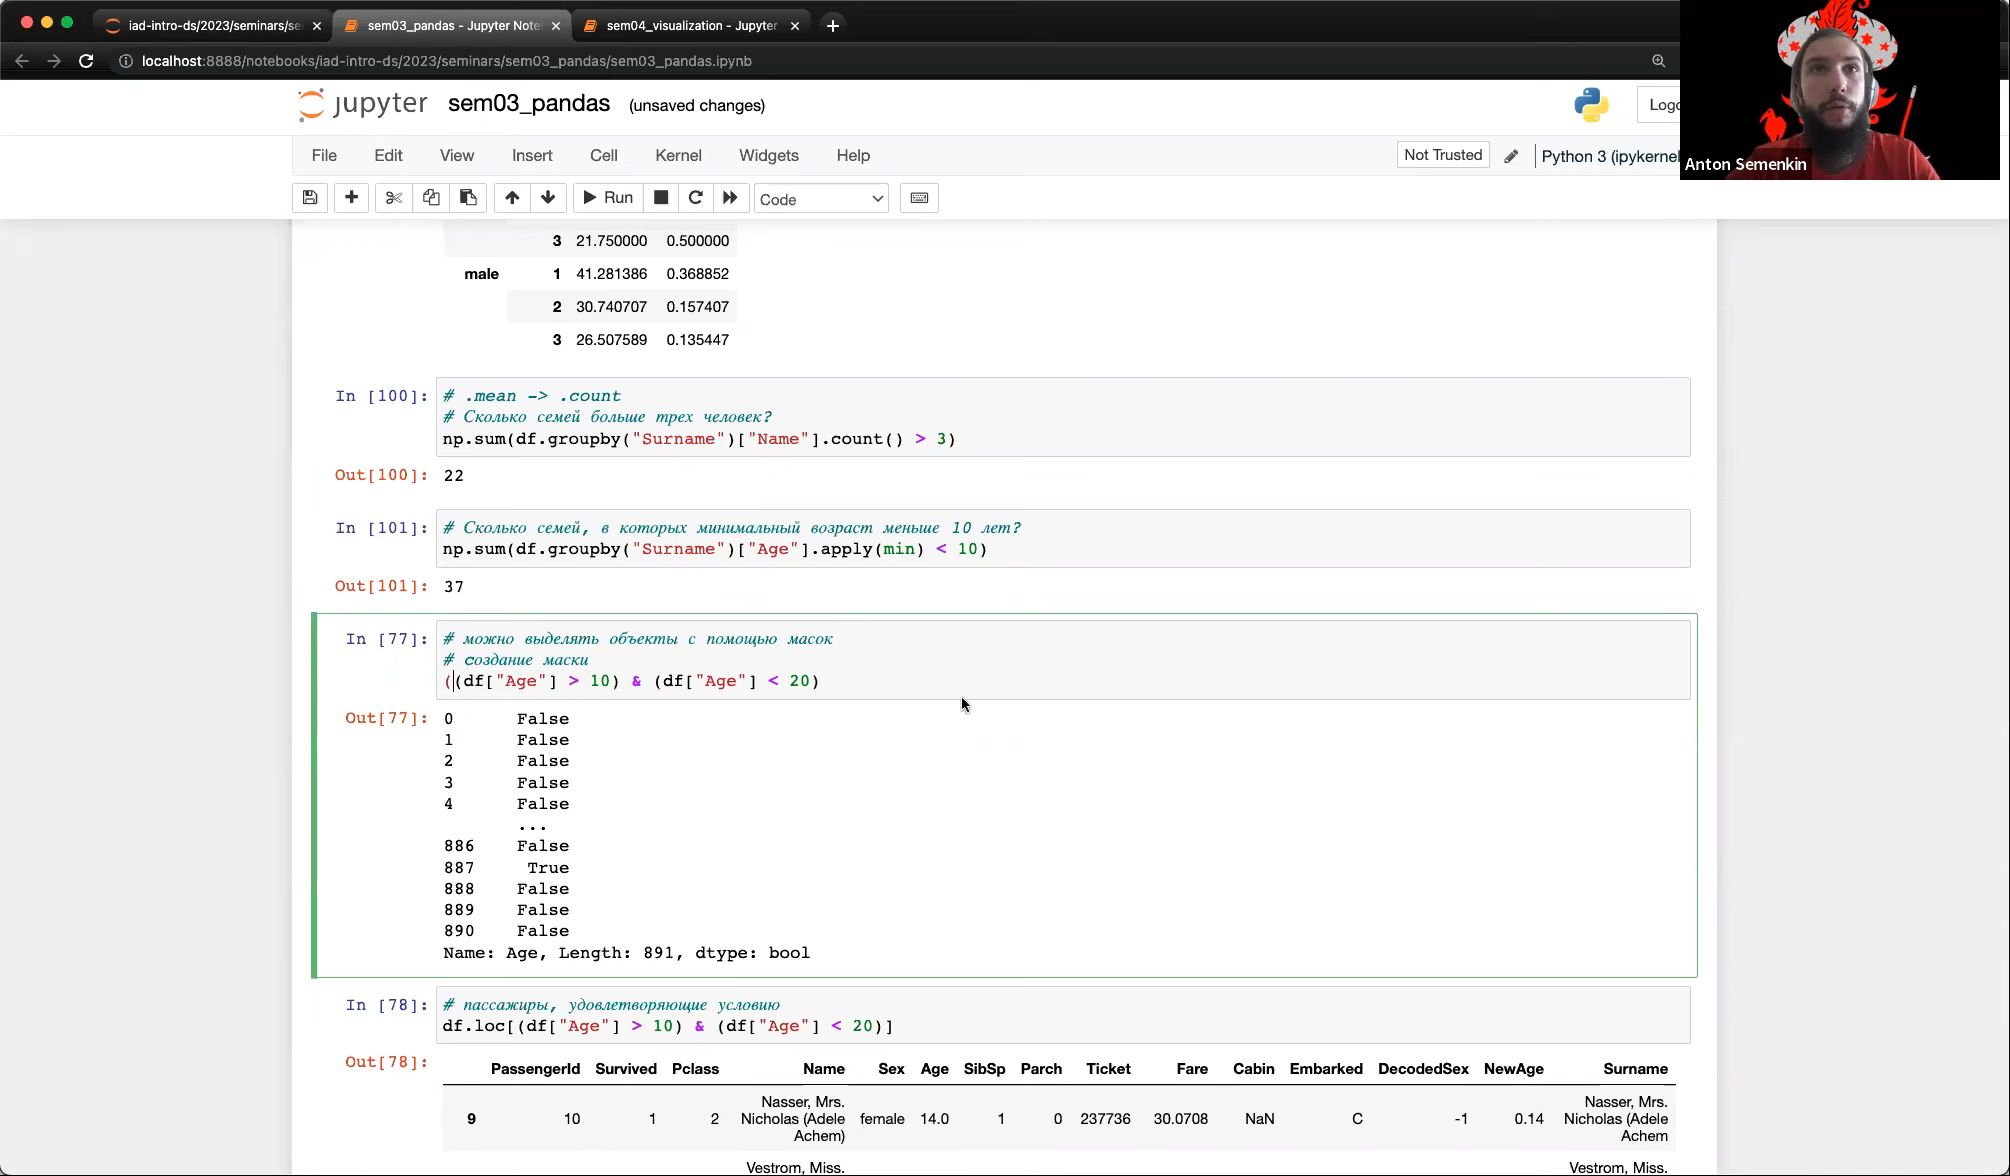 iad-intro-ds/2023/seminars/se
sem03_pandas - Jupyter Note
sem04_visualization - Jupyter
localhost:8888/notebooks/iad-intro-ds/2023/seminars/sem03_pandas/sem03_pandas.ipynb
jupyter sem03_pandas (unsaved changes)
Logo
Anton Semenkin
File Edit View Insert Cell Kernel Widgets Help
Not Trusted Python 3 (ipykernel
Run Code
3 21.750000 0.500000
male 1 41.281386 0.368852
2 30.740707 0.157407
3 26.507589 0.135447
In [100]: # .mean -> .count
# Сколько семей больше трех человек?
np.sum(df.groupby("Surname")["Name"].count() > 3)
Out[100]: 22
In [101]: # Сколько семей, в которых минимальный возраст меньше 10 лет?
np.sum(df.groupby("Surname")["Age"].apply(min) < 10)
Out[101]: 37
In [77]: # можно выделять объекты с помощью масок
# создание маски
((df["Age"] > 10) & (df["Age"] < 20)
Out[77]: 0 False
1 False
2 False
3 False
4 False
...
886 False
887 True
888 False
889 False
890 False
Name: Age, Length: 891, dtype: bool
In [78]: # пассажиры, удовлетворяющие условию
df.loc[(df["Age"] > 10) & (df["Age"] < 20)]
Out[78]:
PassengerId Survived Pclass Name Sex Age SibSp Parch Ticket Fare Cabin Embarked DecodedSex NewAge Surname
9 10 1 2 Nasser, Mrs. Nicholas (Adele Achem) female 14.0 1 0 237736 30.0708 NaN C -1 0.14 Nasser, Mrs. Nicholas (Adele Achem
Vestrom, Miss. Vestrom, Miss.